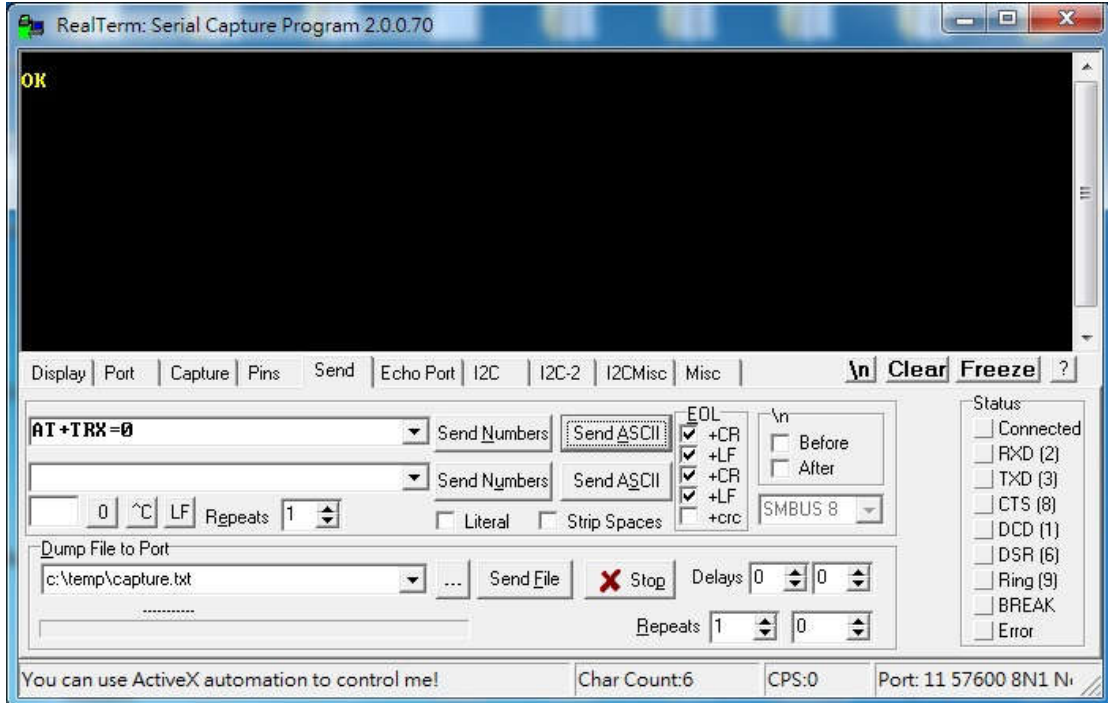 RealTerm: Serial Capture Program 2.0.0.70
OK
Display Port Capture Pins Send Echo Port I2C I2C-2 I2CMisc Misc \n Clear Freeze ?
AT+TRX=0
Send Numbers Send ASCII
Send Numbers Send ASCII
0 ^C LF Repeats 1
Literal Strip Spaces
EOL
+CR
+LF
+CR
+LF
+crc
\n
Before
After
SMBUS 8
Status
Connected
RXD (2)
TXD (3)
CTS (8)
DCD (1)
DSR (6)
Ring (9)
BREAK
Error
Dump File to Port
c:\temp\capture.txt ... Send File Stop Delays 0 0
Repeats 1 0
You can use ActiveX automation to control me! Char Count:6 CPS:0 Port: 11 57600 8N1